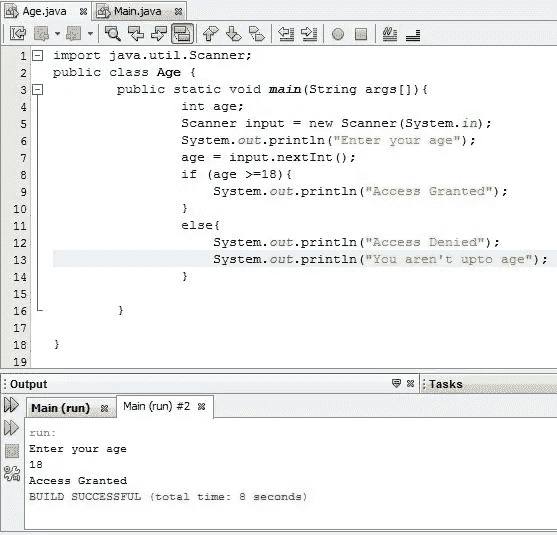 Age.java Main.java
1 import java.util.Scanner;
2 public class Age {
3 public static void main(String args[]){
4 int age;
5 Scanner input = new Scanner(System.in);
6 System.out.println("Enter your age");
7 age = input.nextInt();
8 if (age >=18){
9 System.out.println("Access Granted");
10 }
11 else{
12 System.out.println("Access Denied");
13 System.out.println("You aren't upto age");
14 }
15
16 }
17
18 }
19
Output Tasks
Main (run) Main (run) #2
run:
Enter your age
18
Access Granted
BUILD SUCCESSFUL (total time: 8 seconds)